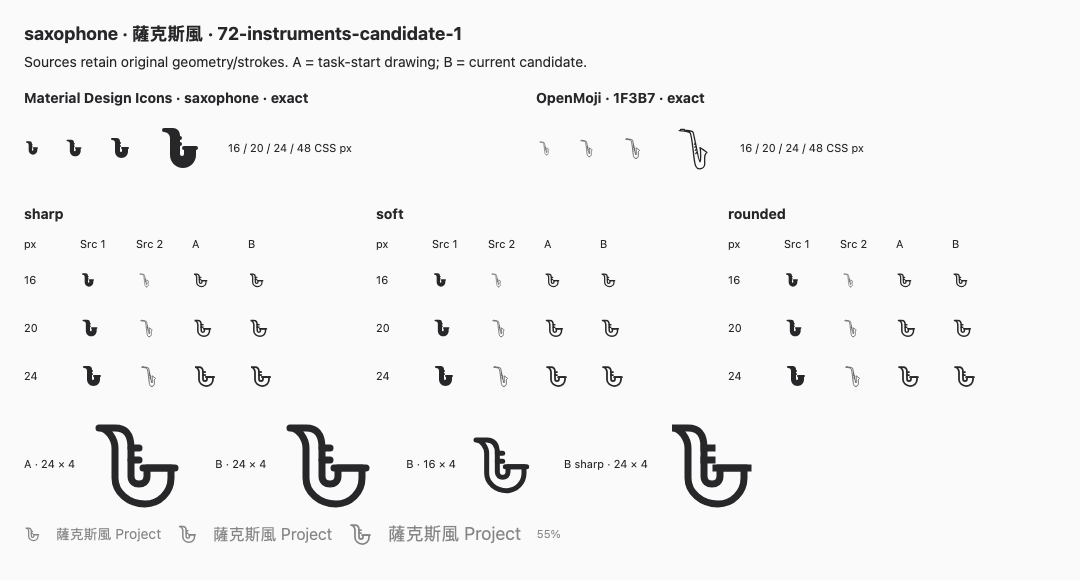 saxophone · 薩克斯風 · 72-instruments-candidate-1
Sources retain original geometry/strokes. A = task-start drawing; B = current candidate.
Material Design Icons · saxophone · exact
OpenMoji · 1F3B7 · exact
16 / 20 / 24 / 48 CSS px
16 / 20 / 24 / 48 CSS px
sharp
soft
rounded
px Src 1 Src 2 A B
px Src 1 Src 2 A B
px Src 1 Src 2 A B
16
16
16
20
20
20
24
24
24
A · 24 × 4
B · 24 × 4
B · 16 × 4
B sharp · 24 × 4
薩克斯風 Project
薩克斯風 Project
薩克斯風 Project
55%